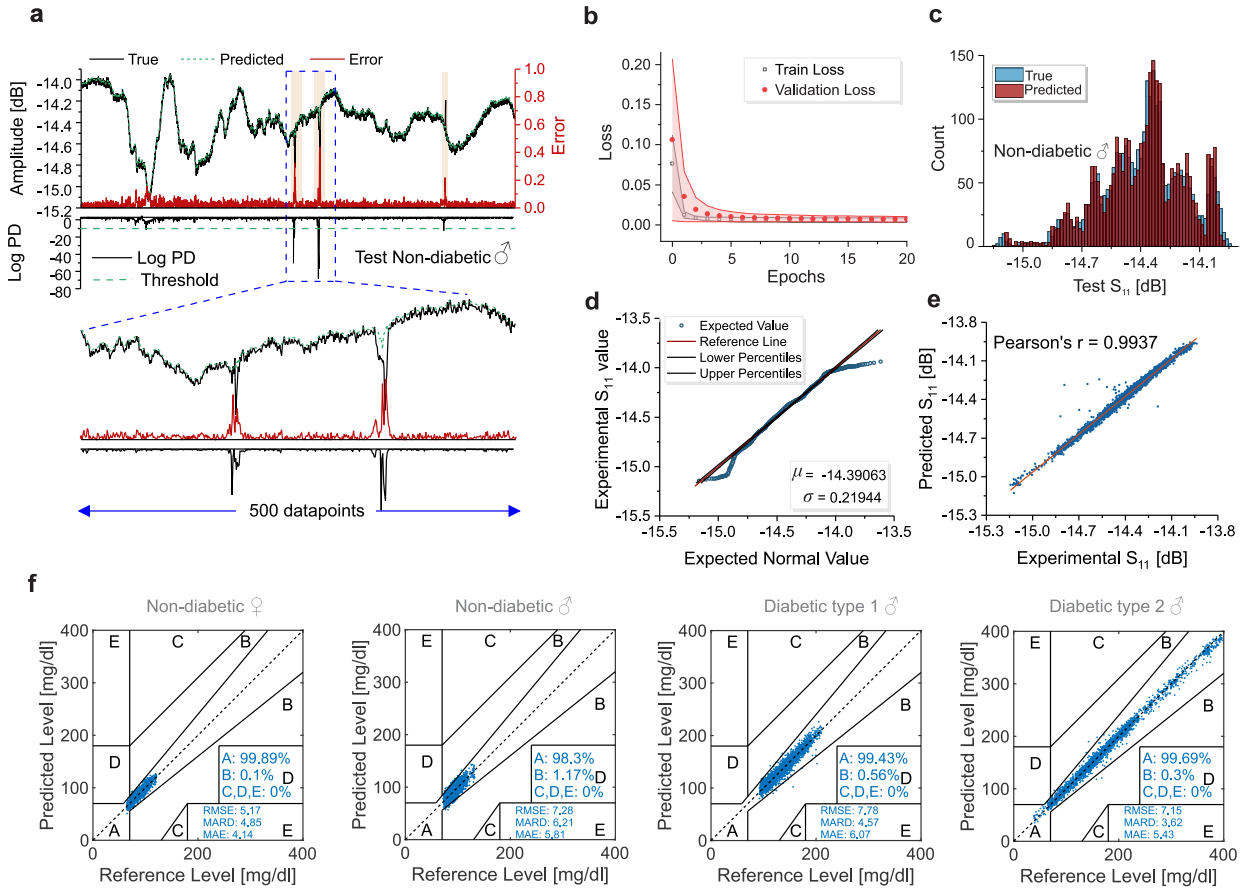 a
True
Predicted
Error
Amplitude [dB]
-14.0
-14.2
-14.4
-14.6
-14.8
-15.0
-15.2
1.0
0.8
0.6
0.4
0.2
0.0
Error
Log PD
0
-20
-40
-60
-80
Log PD
Threshold
Test Non-diabetic ♂
500 datapoints
b
Loss
0.20
0.15
0.10
0.05
0.00
Train Loss
Validation Loss
0 5 10 15 20
Epochs
c
Count
150
100
50
0
True
Predicted
Non-diabetic ♂
-15.0 -14.7 -14.4 -14.1
Test S11 [dB]
d
Experimental S11 value
-13.5
-14.0
-14.5
-15.0
-15.5
Expected Value
Reference Line
Lower Percentiles
Upper Percentiles
μ = -14.39063
σ = 0.21944
-15.5 -15.0 -14.5 -14.0 -13.5
Expected Normal Value
e
Predicted S11 [dB]
-13.8
-14.1
-14.4
-14.7
-15.0
-15.3
Pearson's r = 0.9937
-15.3 -15.0 -14.7 -14.4 -14.1 -13.8
Experimental S11 [dB]
f
Non-diabetic ♀
Predicted Level [mg/dl]
400
300
200
100
0
E C B
B
D
A: 99.89%
B: 0.1% D
C,D,E: 0%
RMSE: 5.17
MARD: 4.85
MAE: 4.14
A C E
0 200 400
Reference Level [mg/dl]
Non-diabetic ♂
Predicted Level [mg/dl]
400
300
200
100
0
E C B
B
D
A: 98.3%
B: 1.17% D
C,D,E: 0%
RMSE: 7.28
MARD: 6.21
MAE: 5.81
A C E
0 200 400
Reference Level [mg/dl]
Diabetic type 1 ♂
Predicted Level [mg/dl]
400
300
200
100
0
E C B
B
D
A: 99.43%
B: 0.56% D
C,D,E: 0%
RMSE: 7.78
MARD: 4.57
MAE: 6.07
A C E
0 200 400
Reference Level [mg/dl]
Diabetic type 2 ♂
Predicted Level [mg/dl]
400
300
200
100
0
E C B
B
D
A: 99.69%
B: 0.3% D
C,D,E: 0%
RMSE: 7.15
MARD: 3.62
MAE: 5.43
A C E
0 200 400
Reference Level [mg/dl]